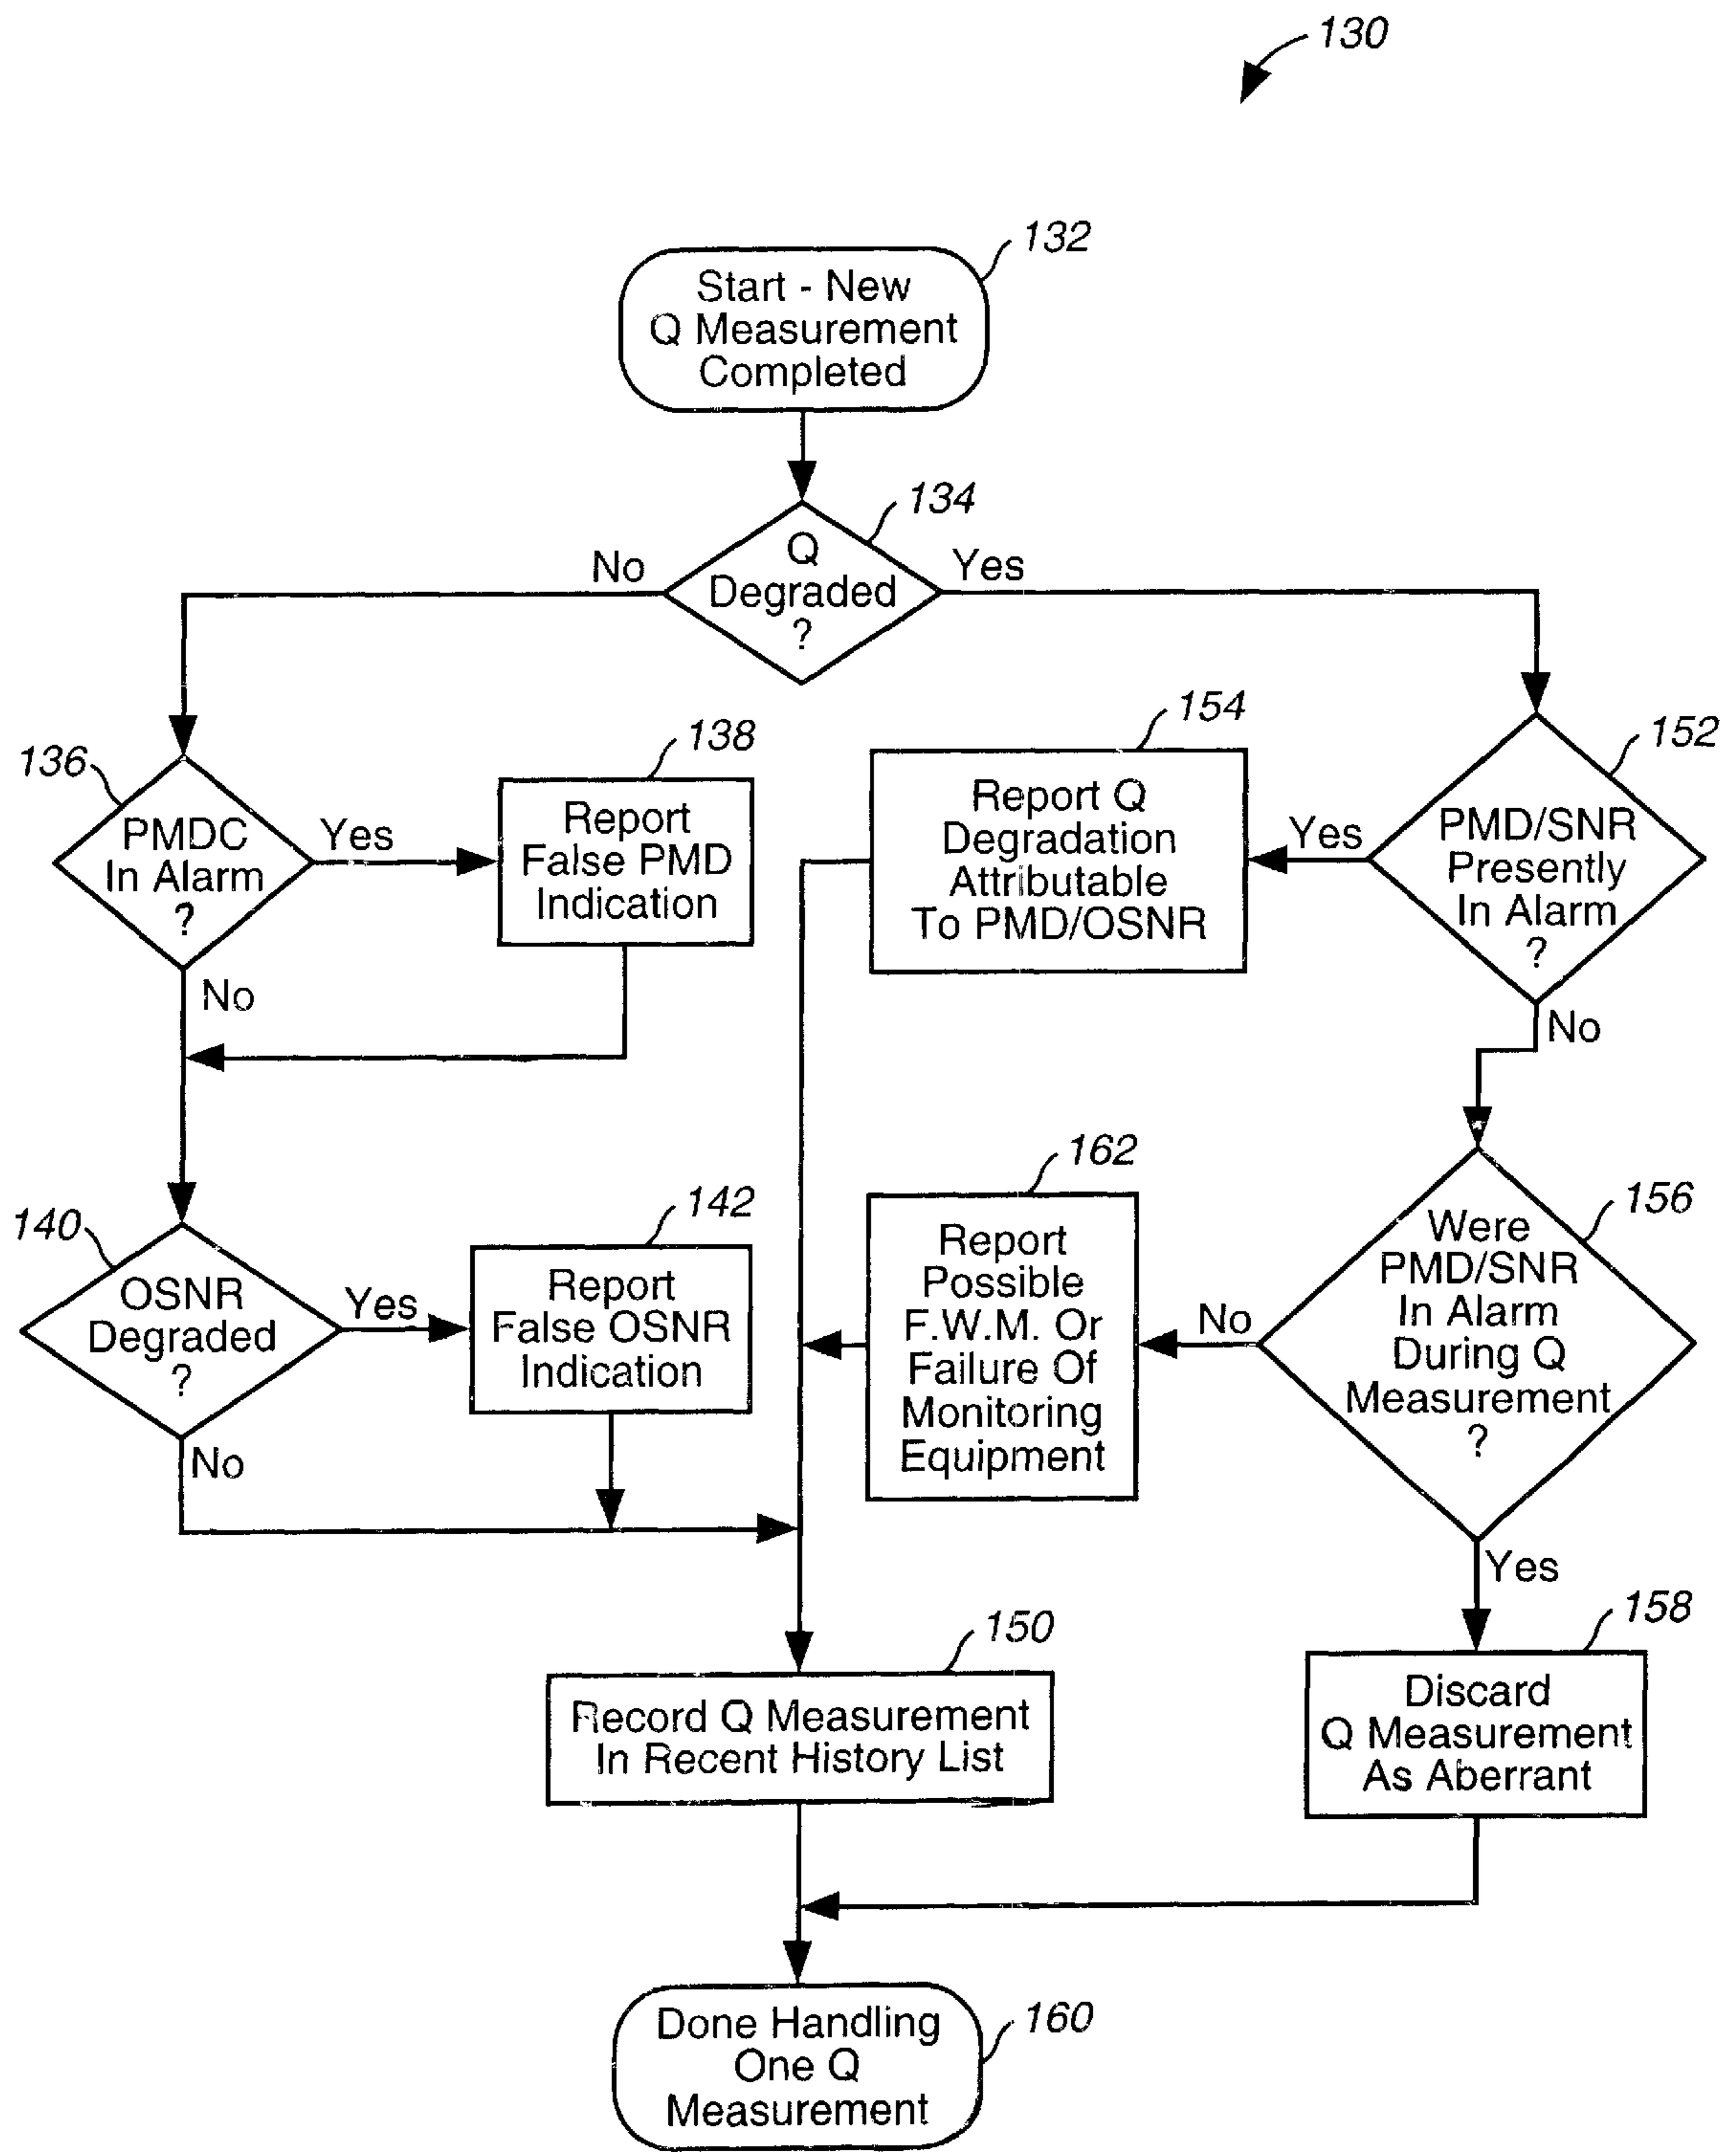 130
132
Start - New
Q Measurement
Completed
134
Q
Degraded
?
No
Yes
136
PMDC
In Alarm
?
Yes
No
138
Report
False PMD
Indication
154
Report Q
Degradation
Attributable
To PMD/OSNR
152
PMD/SNR
Presently
In Alarm
?
Yes
No
140
OSNR
Degraded
?
Yes
No
142
Report
False OSNR
Indication
162
Report
Possible
F.W.M. Or
Failure Of
Monitoring
Equipment
156
Were
PMD/SNR
In Alarm
During Q
Measurement
?
No
Yes
150
Record Q Measurement
In Recent History List
158
Discard
Q Measurement
As Aberrant
160
Done Handling
One Q
Measurement